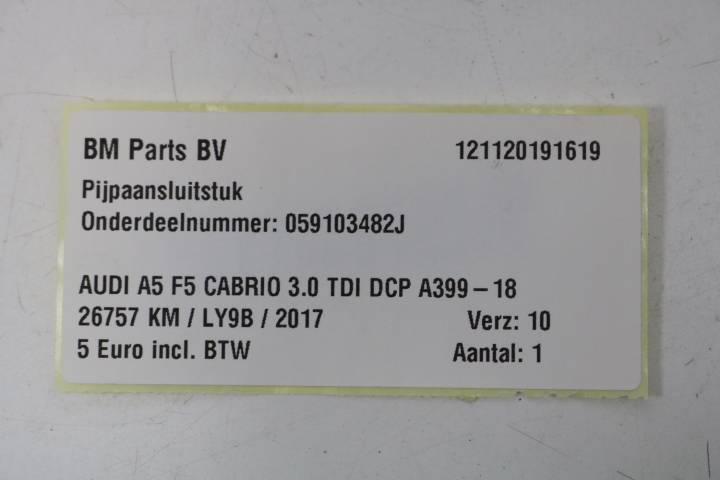 BM Parts BV 121120191619
Pijpaansluitstuk
Onderdeelnummer: 059103482J
AUDI A5 F5 CABRIO 3.0 TDI DCP A399-18
26757 KM / LY9B / 2017 Verz: 10
5 Euro incl. BTW Aantal: 1